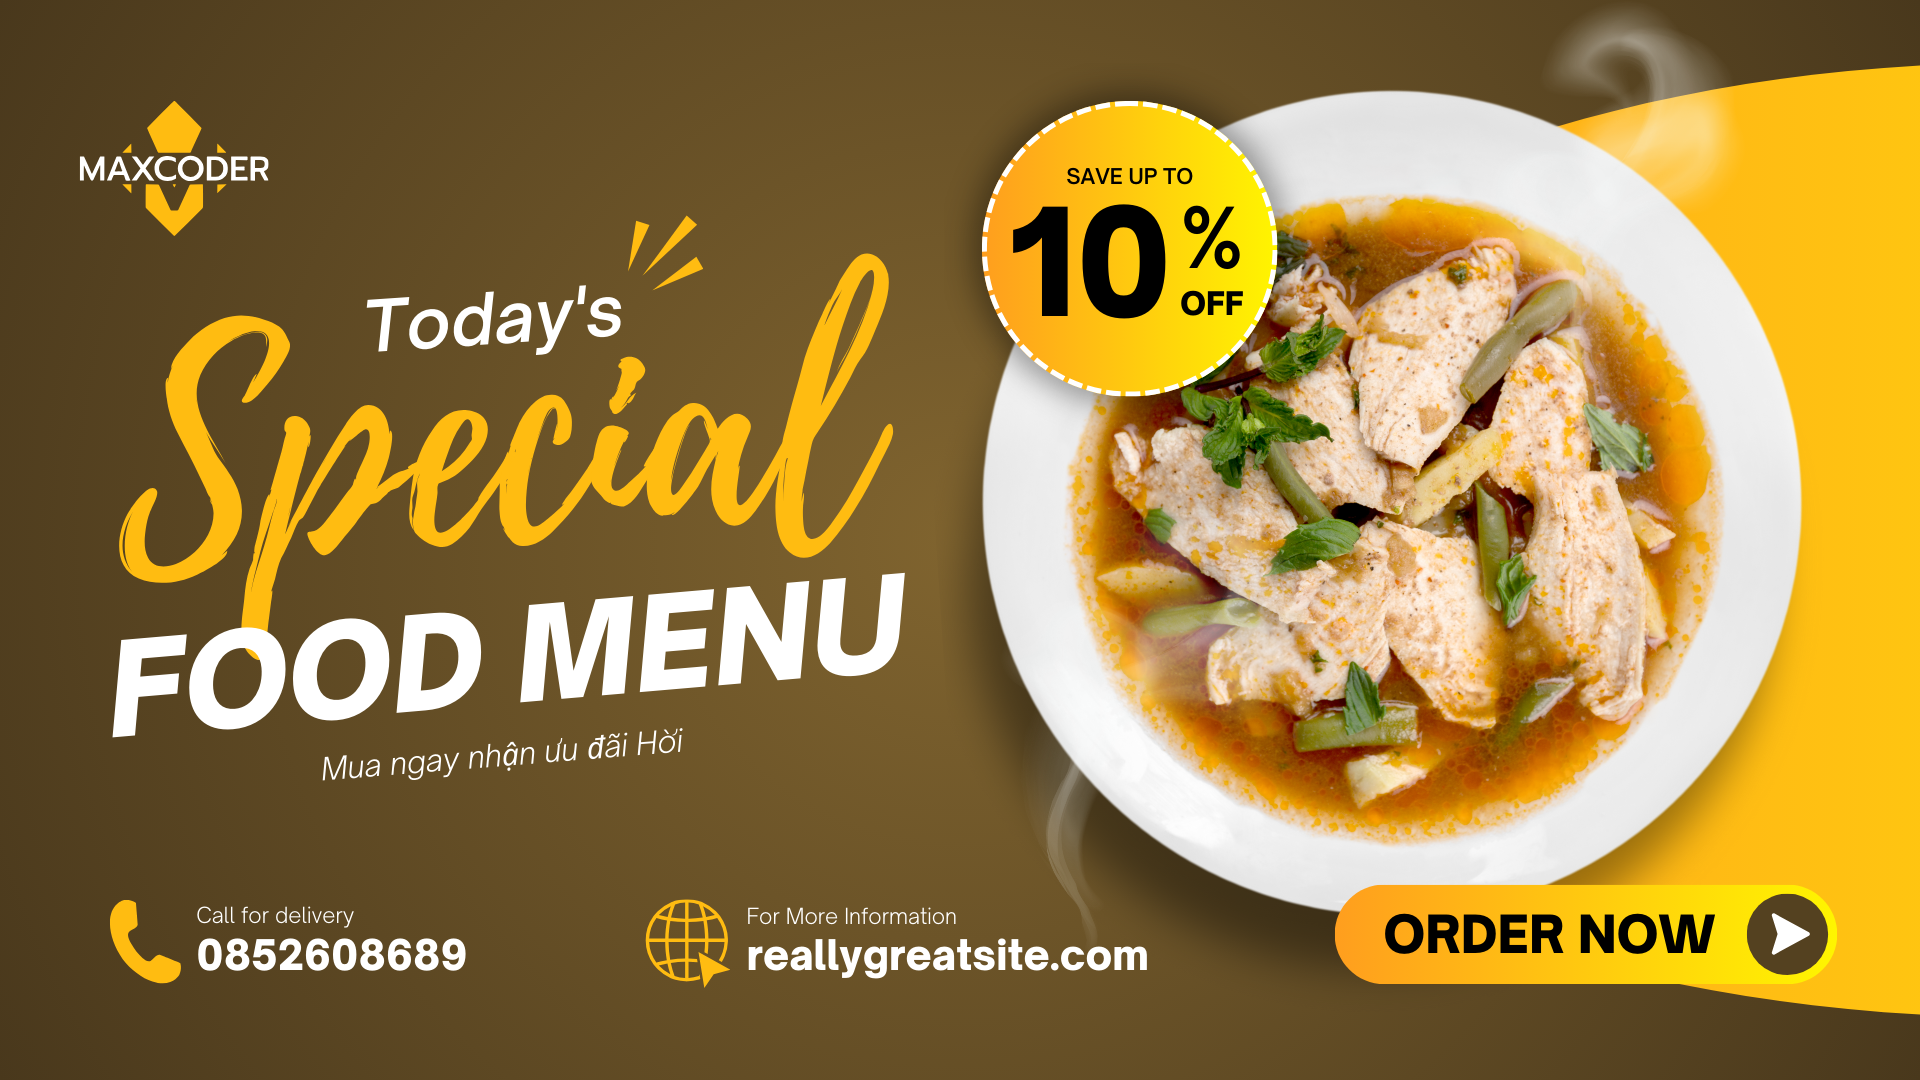 MAXCODER
Today's
Special
FOOD MENU
Mua ngay nhận ưu đãi Hời
SAVE UP TO
10%
OFF
Call for delivery
0852608689
For More Information
reallygreatsite.com
ORDER NOW